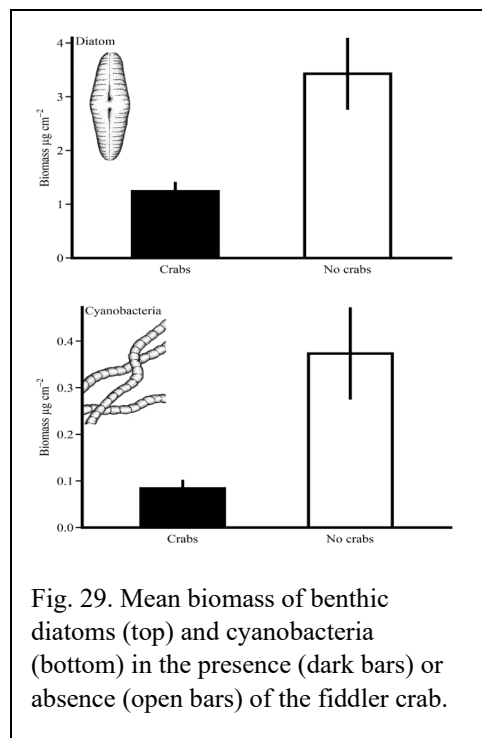 Diatom
4
3
2
1
0
Biomass µg cm⁻²
Crabs
No crabs
Cyanobacteria
0.4
0.3
0.2
0.1
0.0
Biomass µg cm⁻²
Crabs
No crabs
Fig. 29. Mean biomass of benthic
diatoms (top) and cyanobacteria
(bottom) in the presence (dark bars) or
absence (open bars) of the fiddler crab.